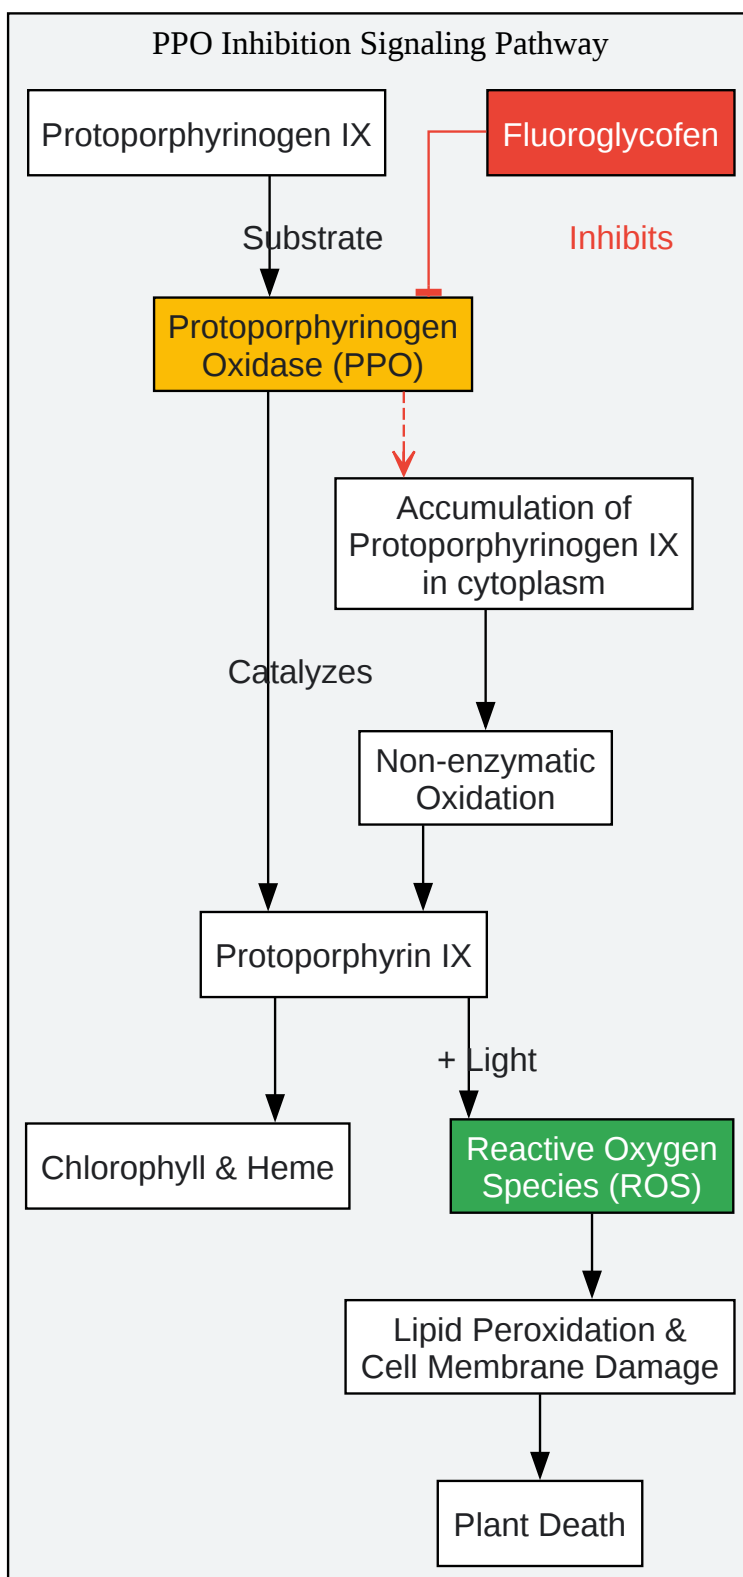 PPO Inhibition Signaling Pathway
Protoporphyrinogen IX
Fluoroglycofen
Substrate
Inhibits
Protoporphyrinogen
Oxidase (PPO)
Accumulation of
Protoporphyrinogen IX
in cytoplasm
Catalyzes
Non-enzymatic
Oxidation
Protoporphyrin IX
+ Light
Chlorophyll & Heme
Reactive Oxygen
Species (ROS)
Lipid Peroxidation &
Cell Membrane Damage
Plant Death